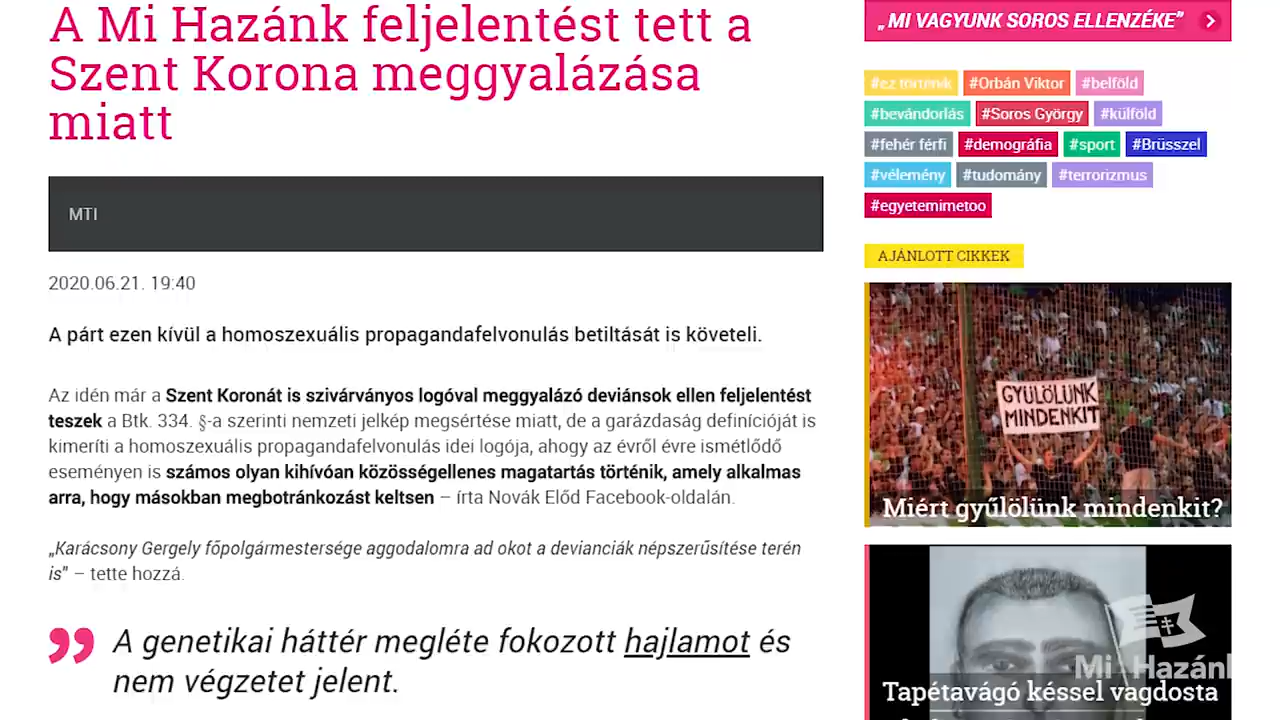 A Mi Hazánk feljelentést tett a
Szent Korona meggyalázása
miatt
MTI
2020.06.21. 19:40
A párt ezen kívül a homoszexuális propagandafelvonulás betiltását is követeli.
Az idén már a Szent Koronát is szivárványos logóval meggyalázó deviánsok ellen feljelentést
teszek a Btk. 334. §-a szerinti nemzeti jelkép megsértése miatt, de a garázdaság definícióját is
kimeríti a homoszexuális propagandafelvonulás idei logója, ahogy az évről évre ismétlődő
eseményen is számos olyan kihívóan közösségellenes magatartás történik, amely alkalmas
arra, hogy másokban megbotránkozást keltsen – írta Novák Előd Facebook-oldalán.
„Karácsony Gergely főpolgármestersége aggodalomra ad okot a devianciák népszerűsítése terén
is" – tette hozzá.
A genetikai háttér megléte fokozott hajlamot és
nem végzetet jelent.
„MI VAGYUNK SOROS ELLENZÉKE”
#ez történik #Orbán Viktor #belföld
#bevándorlás #Soros György #külföld
#fehér férfi #demográfia #sport #Brüsszel
#vélemény #tudomány #terrorizmus
#egyetemimetoo
AJÁNLOTT CIKKEK
GYŰLÖLÜNK
MINDENKIT
Miért gyűlölünk mindenkit?
Mi Hazánk
Tapétavágó késsel vagdosta